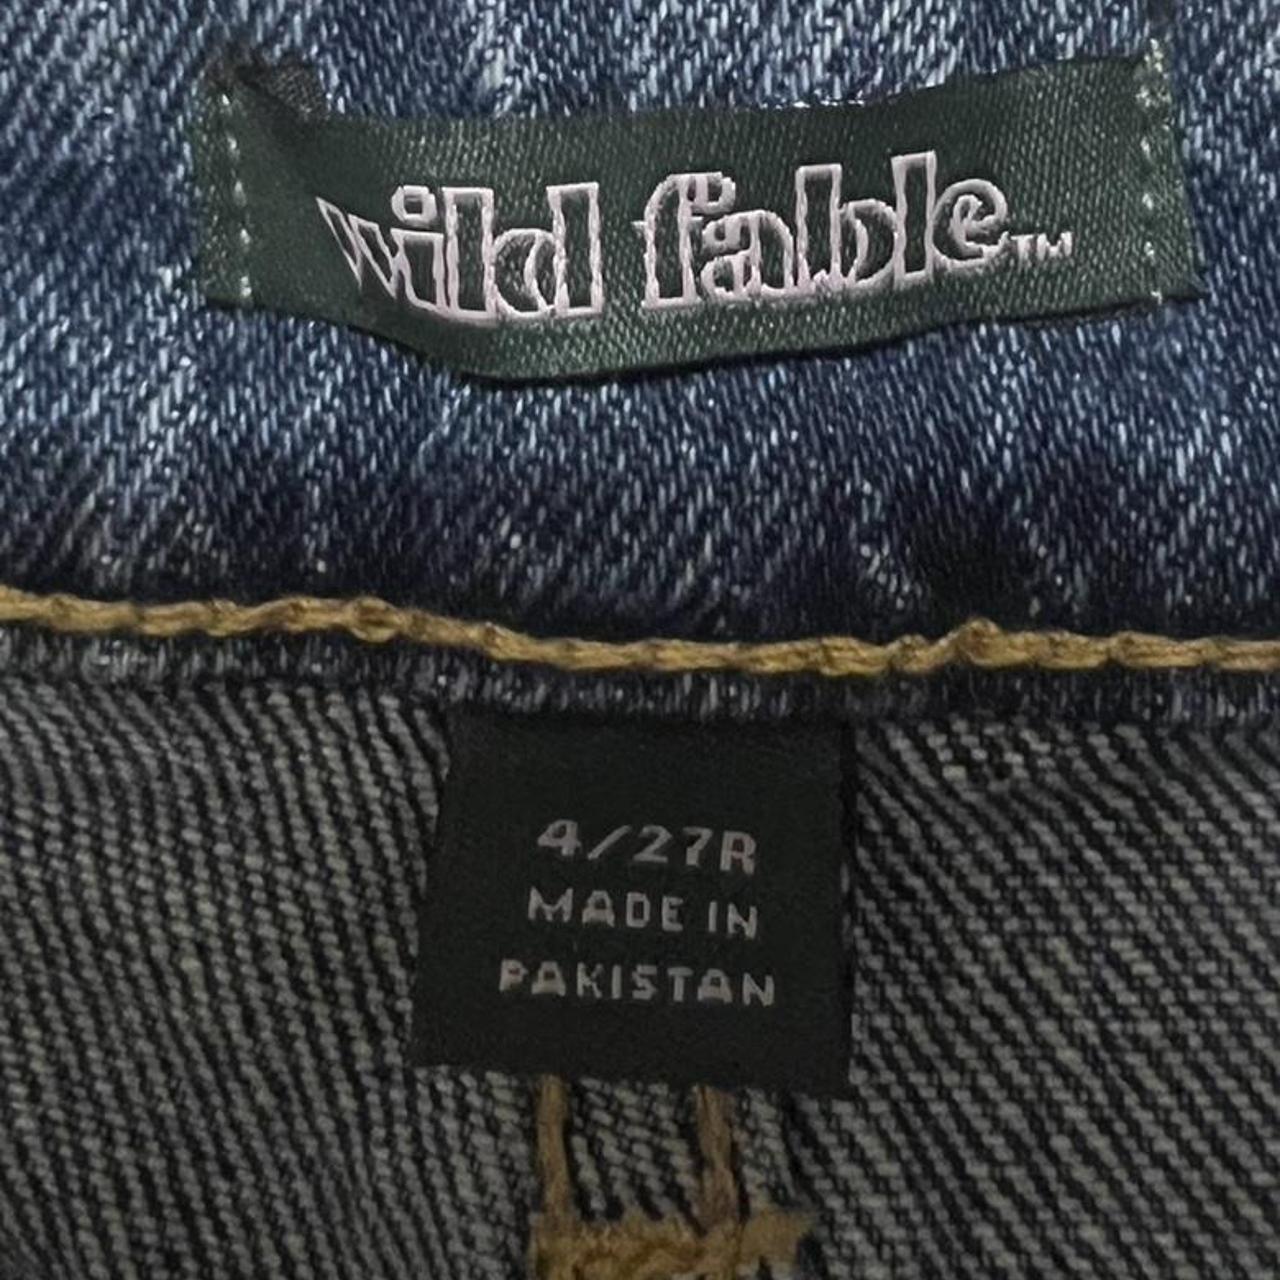 wild fable™
4/27R
MADE IN
PAKISTAN